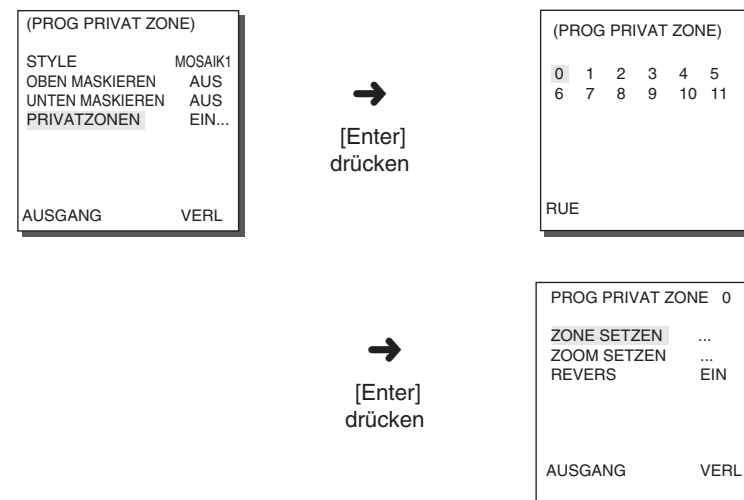 (PROG PRIVAT ZONE)
STYLE MOSAIK1
OBEN MASKIEREN AUS
UNTEN MASKIEREN AUS
PRIVATZONEN EIN...
AUSGANG VERL
➜
[Enter]
drücken
(PROG PRIVAT ZONE)
0 1 2 3 4 5
6 7 8 9 10 11
RUE
➜
[Enter]
drücken
PROG PRIVAT ZONE 0
ZONE SETZEN ...
ZOOM SETZEN ...
REVERS EIN
AUSGANG VERL